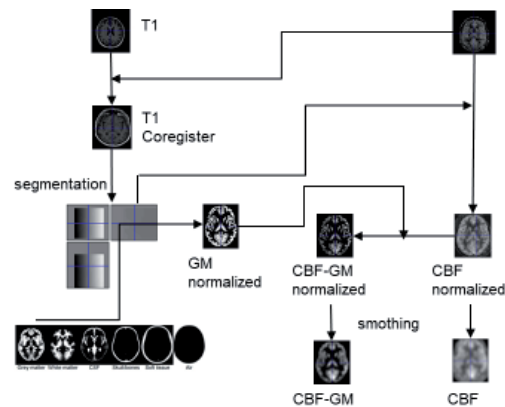 T1
T1
Coregister
segmentation
GM
normalized
CBF-GM
normalized
CBF
normalized
smothing
Grey matter White matter CBF Skull bones Soft tissue Air
CBF-GM
CBF